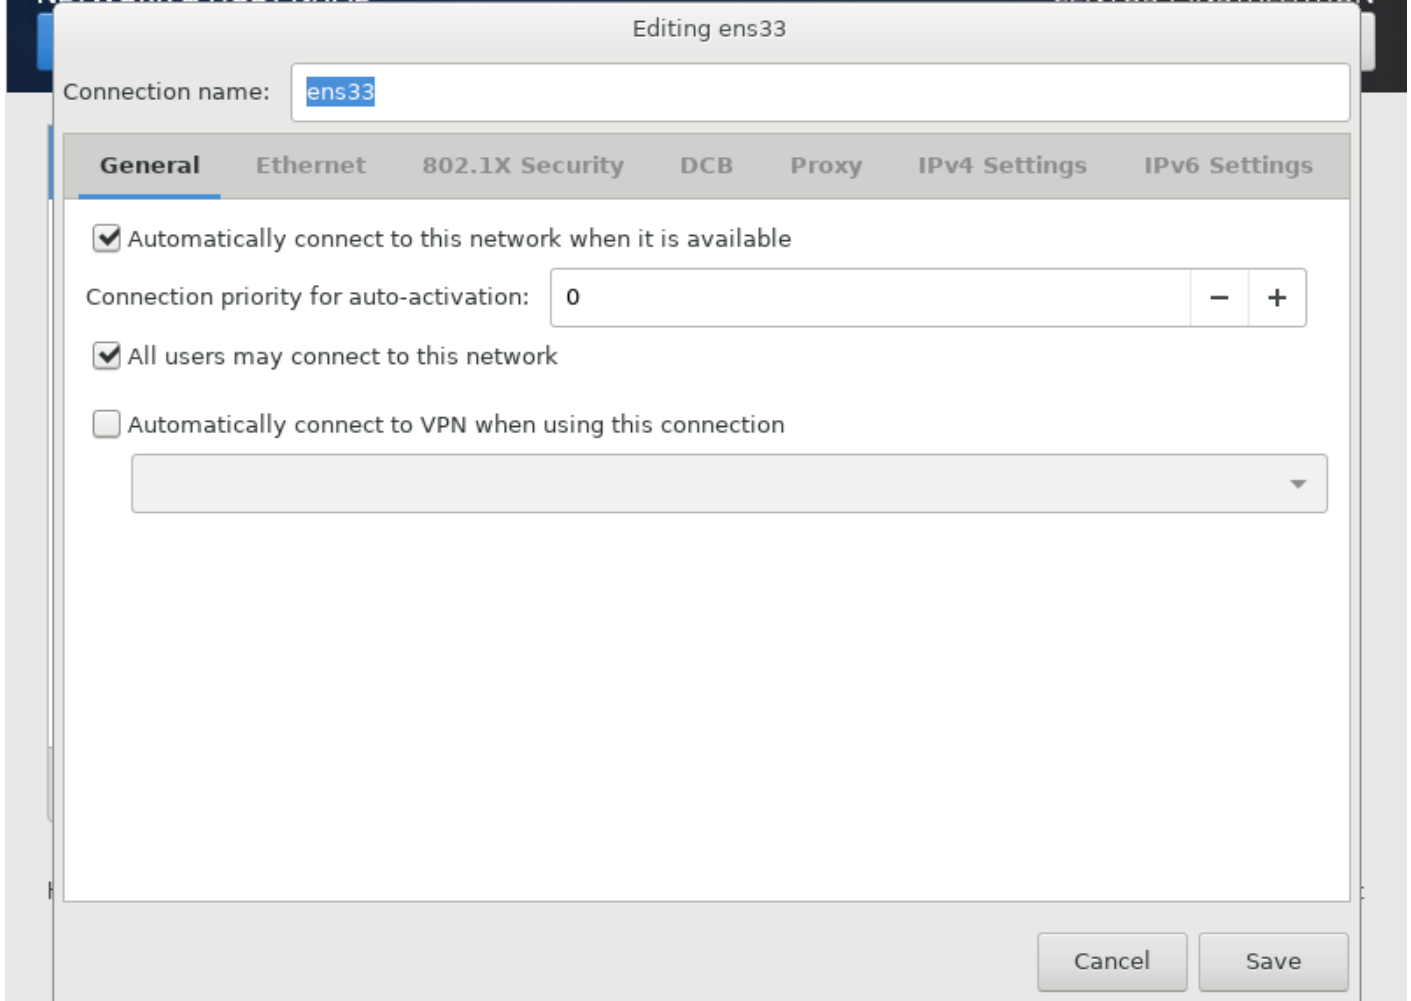 Editing ens33
Connection name: ens33
General Ethernet 802.1X Security DCB Proxy IPv4 Settings IPv6 Settings
Automatically connect to this network when it is available
Connection priority for auto-activation: 0 − +
All users may connect to this network
Automatically connect to VPN when using this connection
Cancel Save